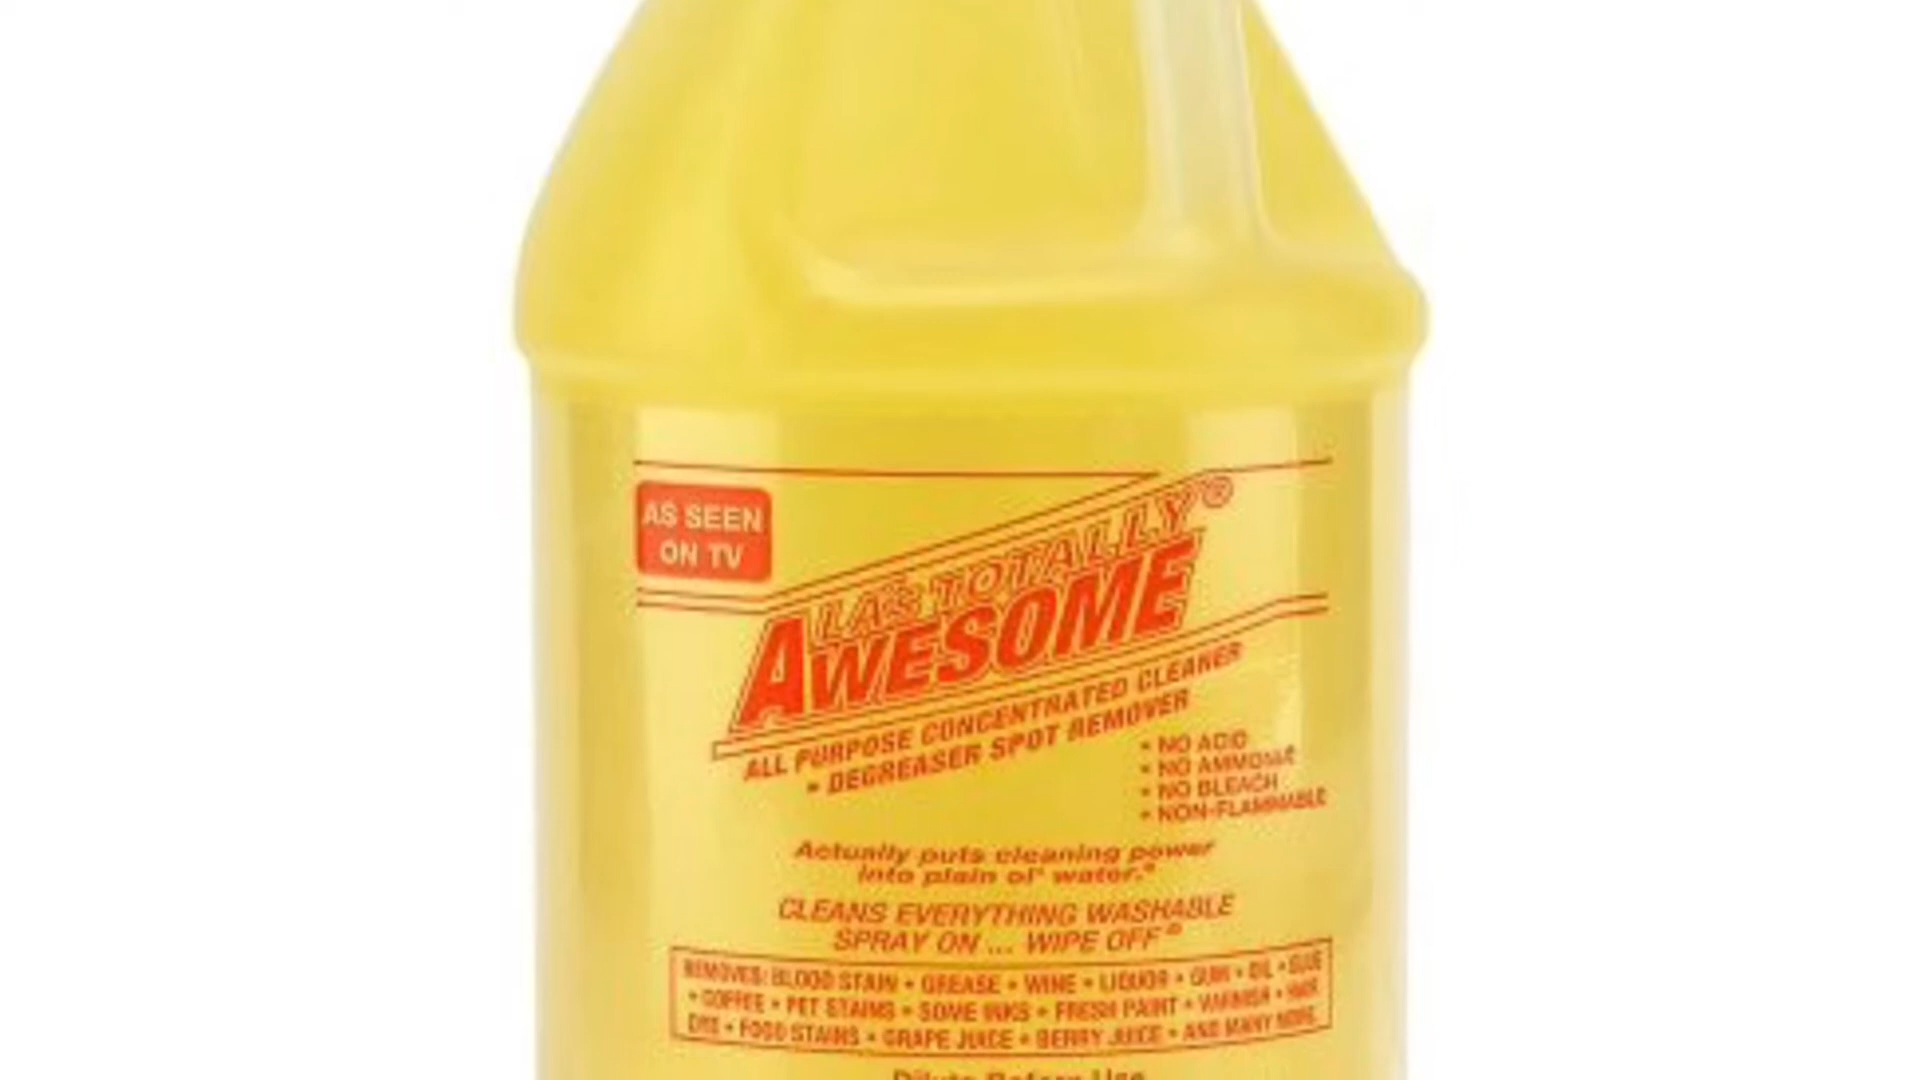 AS SEEN
ON TV
LA'S TOTALLY®
AWESOME
ALL PURPOSE CONCENTRATED CLEANER
• DEGREASER SPOT REMOVER
• NO ACID
• NO AMMONIA
• NO BLEACH
• NON-FLAMMABLE
Actually puts cleaning power
into plain ol' water.®
CLEANS EVERYTHING WASHABLE
SPRAY ON ... WIPE OFF®
REMOVES: BLOOD STAIN • GREASE • WINE • LIQUOR • GUM • OIL • GLUE
• COFFEE • PET STAINS • SOME INKS • FRESH PAINT • VARNISH • HAIR
DYE • FOOD STAINS • GRAPE JUICE • BERRY JUICE • AND MANY MORE.
Dilute Before Use